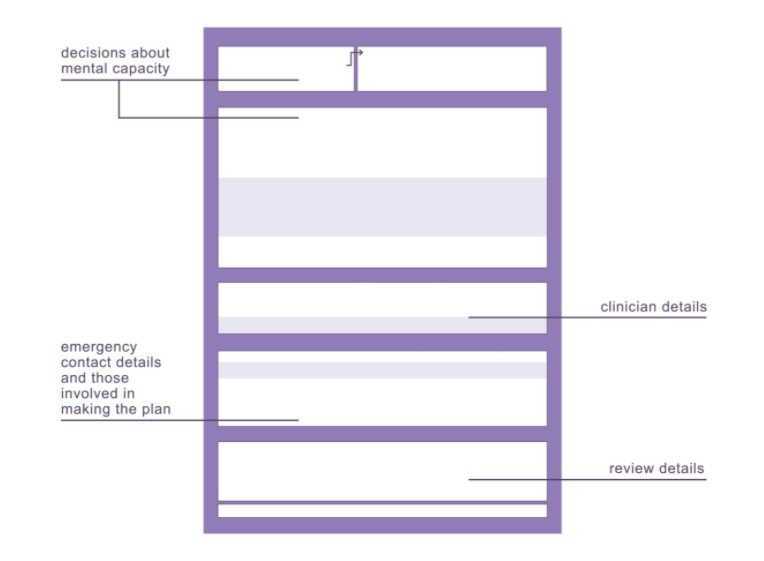 decisions about
mental capacity
clinician details
emergency
contact details
and those
involved in
making the plan
review details